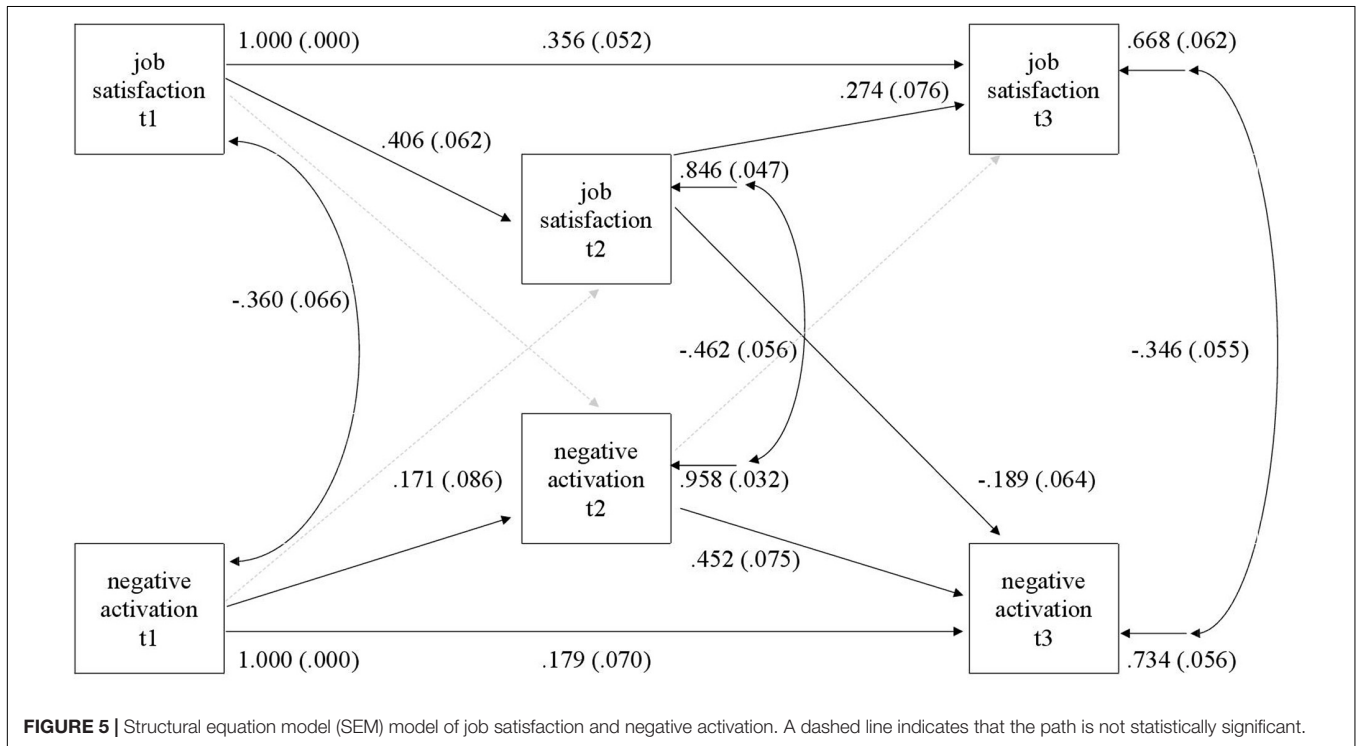 job
satisfaction
t1
1.000 (.000)
.356 (.052)
job
satisfaction
t3
.668 (.062)
.274 (.076)
.406 (.062)
job
satisfaction
t2
.846 (.047)
-.360 (.066)
-.462 (.056)
-.346 (.055)
negative
activation
t2
.958 (.032)
.171 (.086)
-.189 (.064)
.452 (.075)
negative
activation
t1
1.000 (.000)
.179 (.070)
negative
activation
t3
.734 (.056)
FIGURE 5 | Structural equation model (SEM) model of job satisfaction and negative activation. A dashed line indicates that the path is not statistically significant.